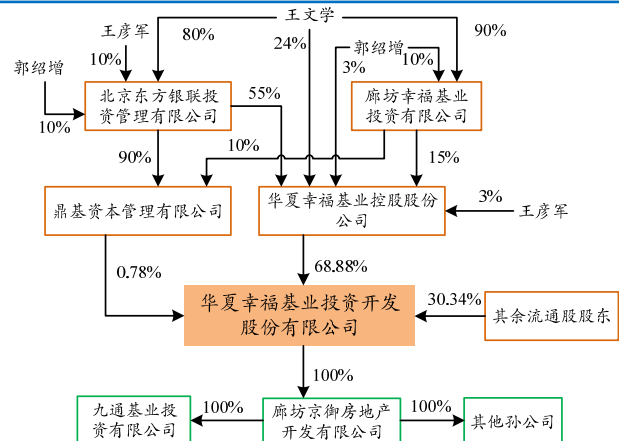 王文学
王彦军
80%
24%
90%
郭绍增
10%
3%
10%
郭绍增
10%
北京东方银联投
资管理有限公司
55%
廊坊幸福基业
投资有限公司
90%
10%
15%
鼎基资本管理有限公司
华夏幸福基业控股股份
公司
3%
王彦军
0.78%
68.88%
华夏幸福基业投资开发
股份有限公司
30.34%
其余流通股股东
100%
九通基业投
资有限公司
100%
廊坊京御房地产
开发有限公司
100%
其他孙公司